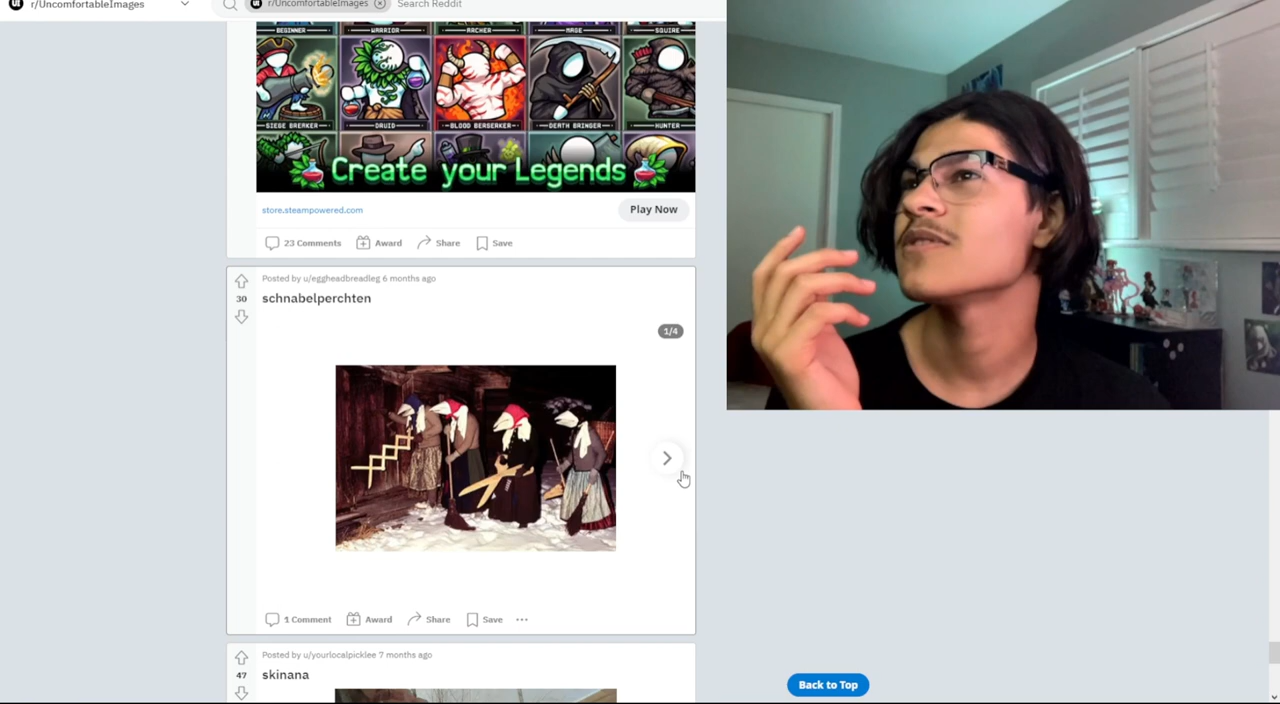 r/UncomfortableImages
r/UncomfortableImages
Search Reddit
BEGINNER WARRIOR ARCHER MAGE SQUIRE
SIEGE BREAKER DRUID BLOOD BERSERKER DEATH BRINGER HUNTER
Create your Legends
store.steampowered.com
Play Now
23 Comments Award Share Save
Posted by u/eggheadbreadleg 6 months ago
30
schnabelperchten
1/4
1 Comment Award Share Save
Posted by u/yourlocalpicklee 7 months ago
47
skinana
Back to Top